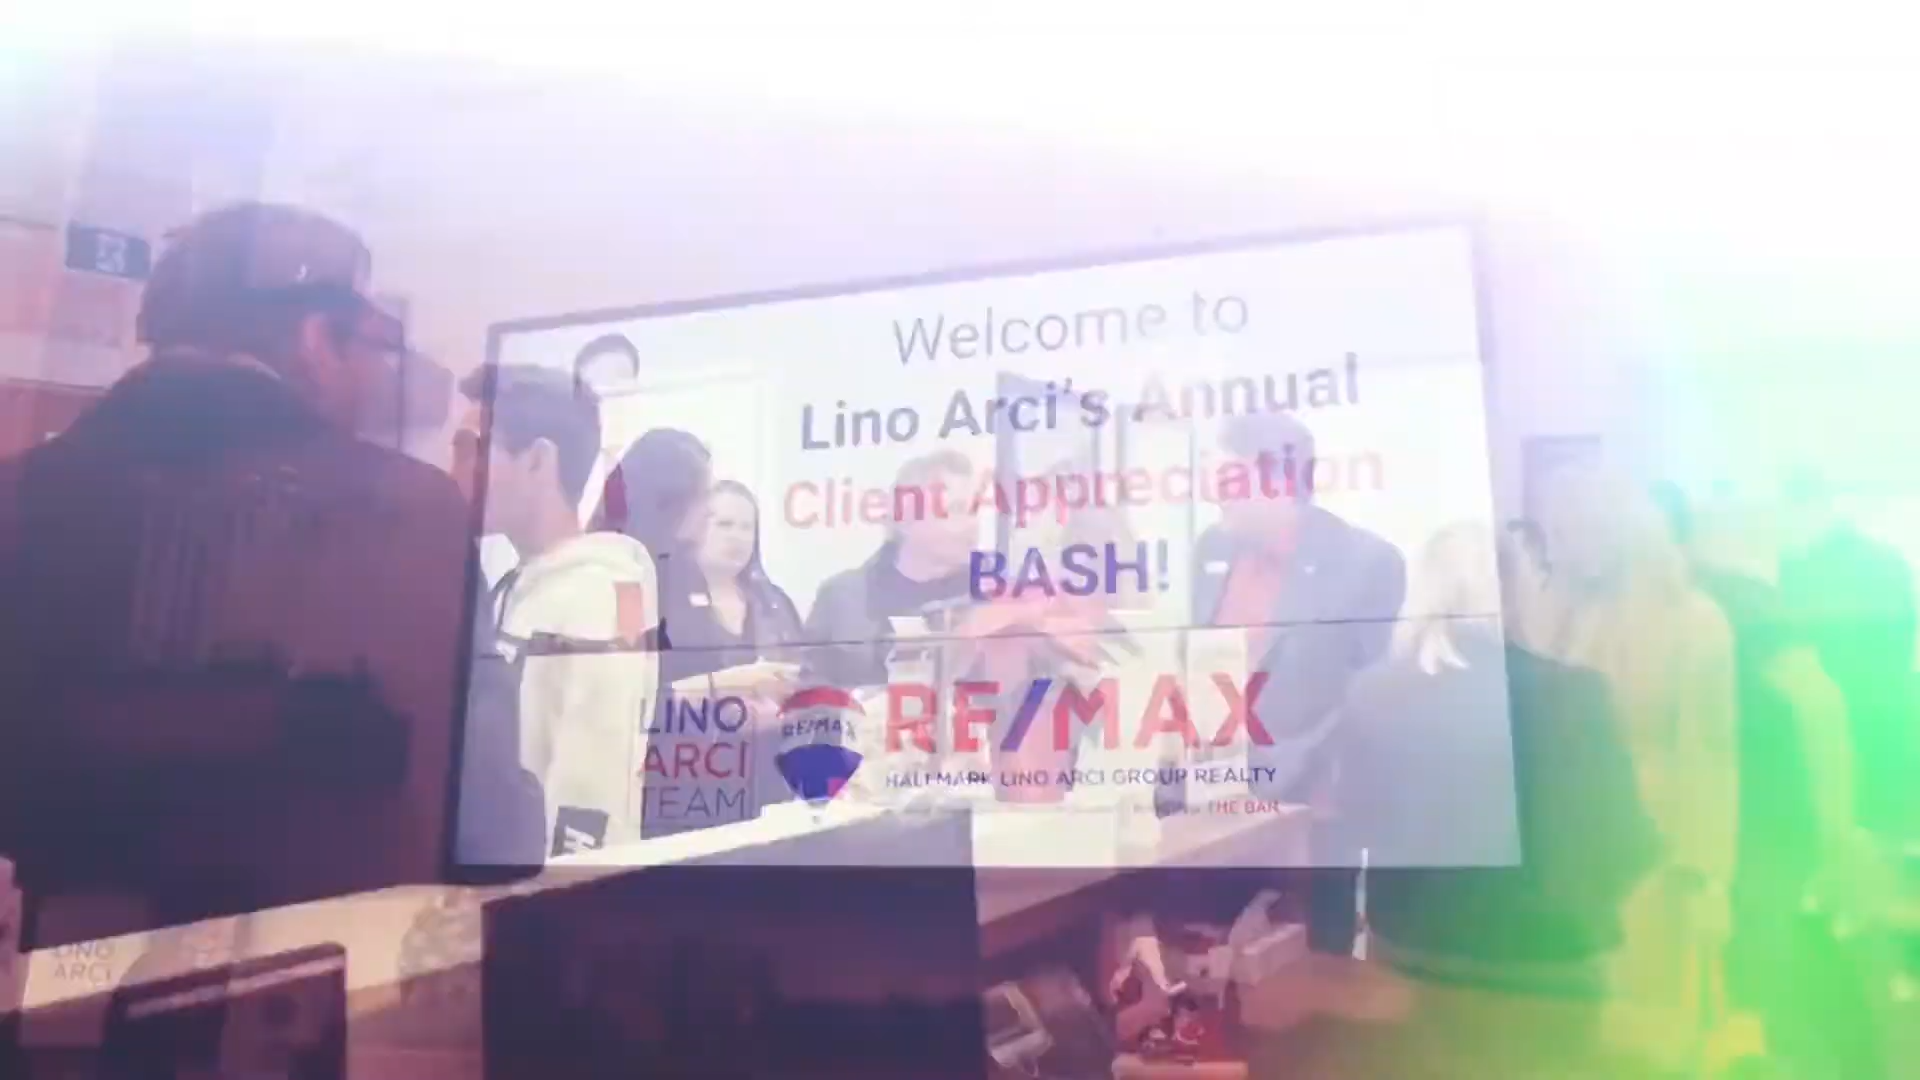 Welcome to
Lino Arci's Annual
Client Appreciation
BASH!
LINO
ARCI
TEAM
RE/MAX
RE/MAX
HALLMARK LINO ARCI GROUP REALTY
THE BAR
LINO
ARCI